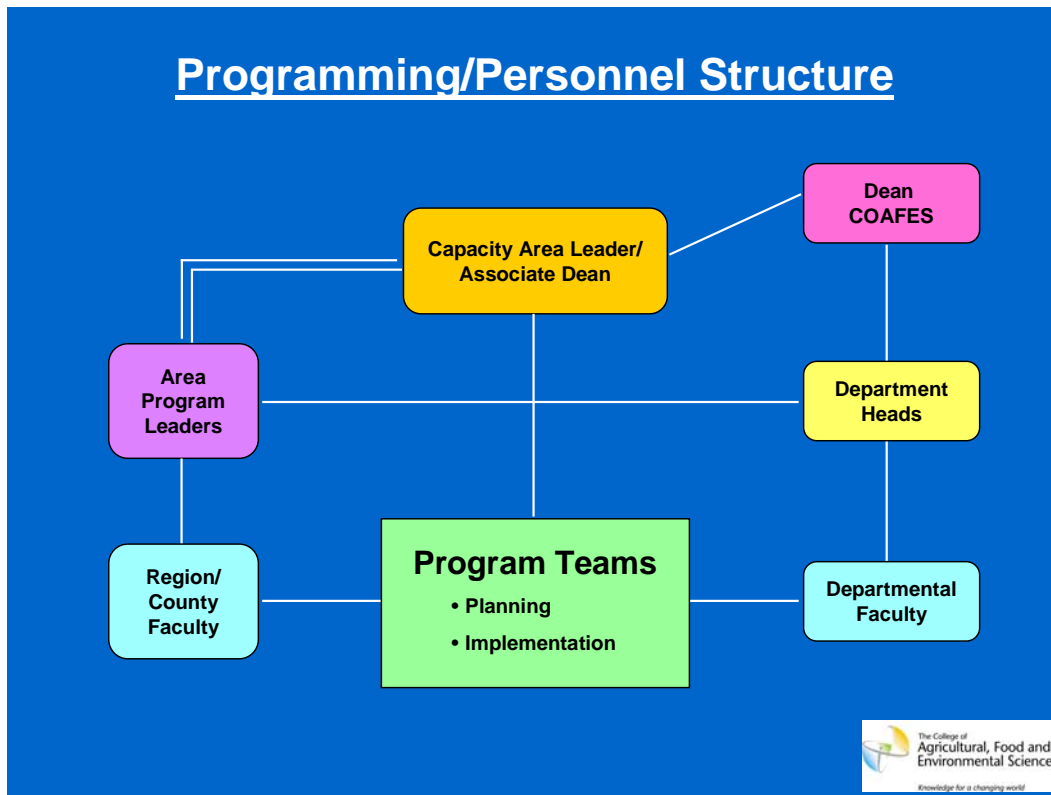 Programming/Personnel Structure
Dean
COAFES
Capacity Area Leader/
Associate Dean
Area
Program
Leaders
Department
Heads
Program Teams
• Planning
• Implementation
Region/
County
Faculty
Departmental
Faculty
The College of
Agricultural, Food and
Environmental Science
Knowledge for a changing world